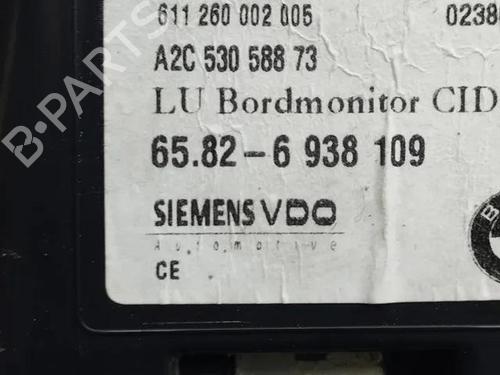 611 260 002 005 0238
A2C 530 588 73
LU Bordmonitor CID
65.82-6 938 109
SIEMENS VDO
Automotive
CE
B
B-PARTS